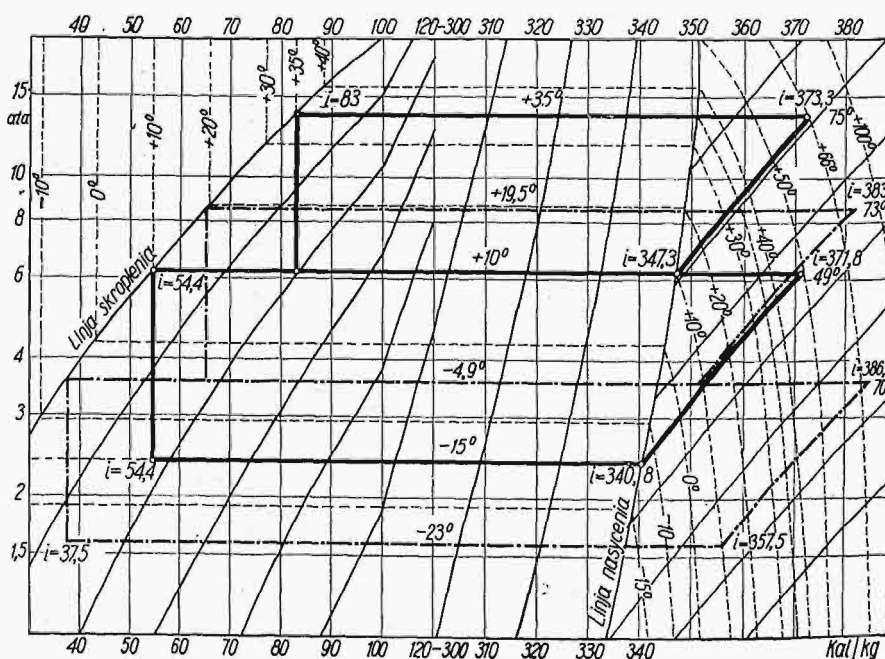 40 50 60 70 80 90 100 110 120-300 310 320 330 340 350 360 370 380
+30°
+35°
+40°
15
ata
10
8
6
4
3
2
1,5
-10°
0°
+10°
+20°
i=83
+35°
i=373,3
75°
+100°
+66°
+50°
i=383
73°
+19,5°
+30°
+40°
Linja skroplenia
i=54,4
+10°
i=347,3
i=371,8
49°
+20°
+10°
-4,9°
i=386,
70
-15°
i=54,4
i=340,8
0°
-10
-23°
i=37,5
i=357,5
Linja nasycenia
15°
40 50 60 70 80 90 100 110 120-300 310 320 330 340 Kal/kg